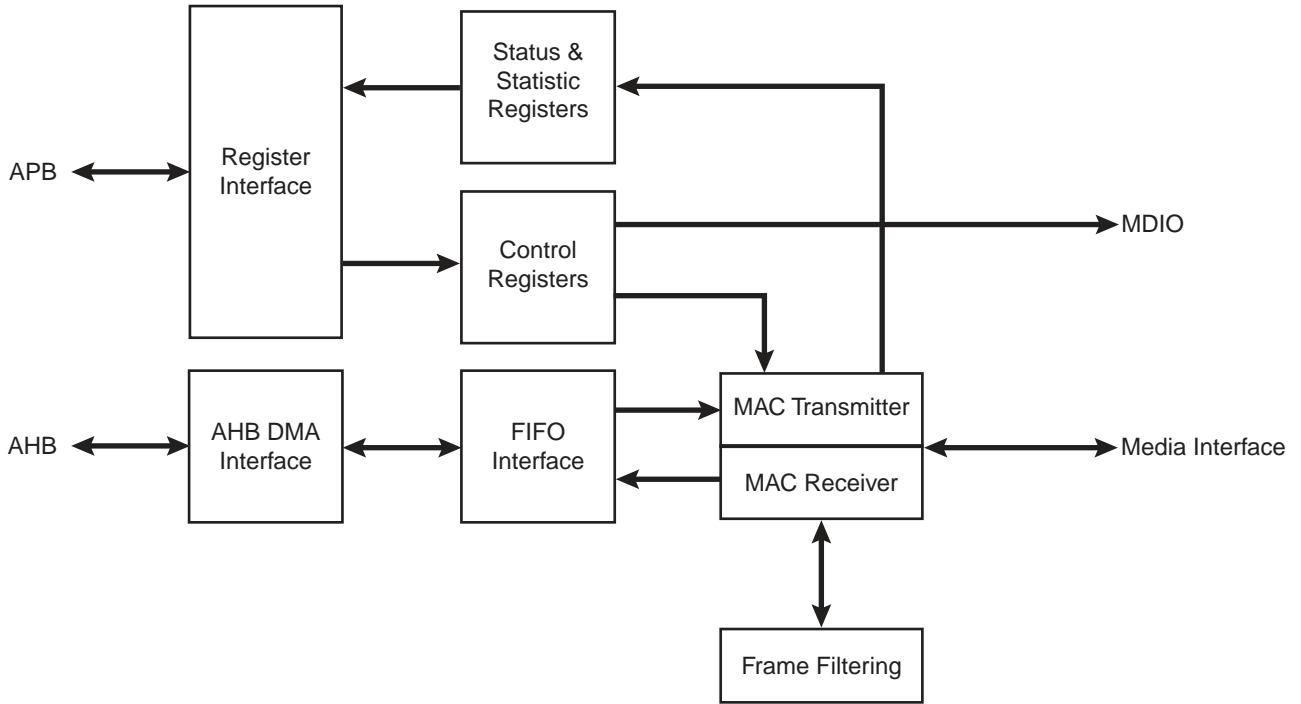 Status &
Statistic
Registers
APB
Register
Interface
MDIO
Control
Registers
MAC Transmitter
AHB
AHB DMA
Interface
FIFO
Interface
Media Interface
MAC Receiver
Frame Filtering